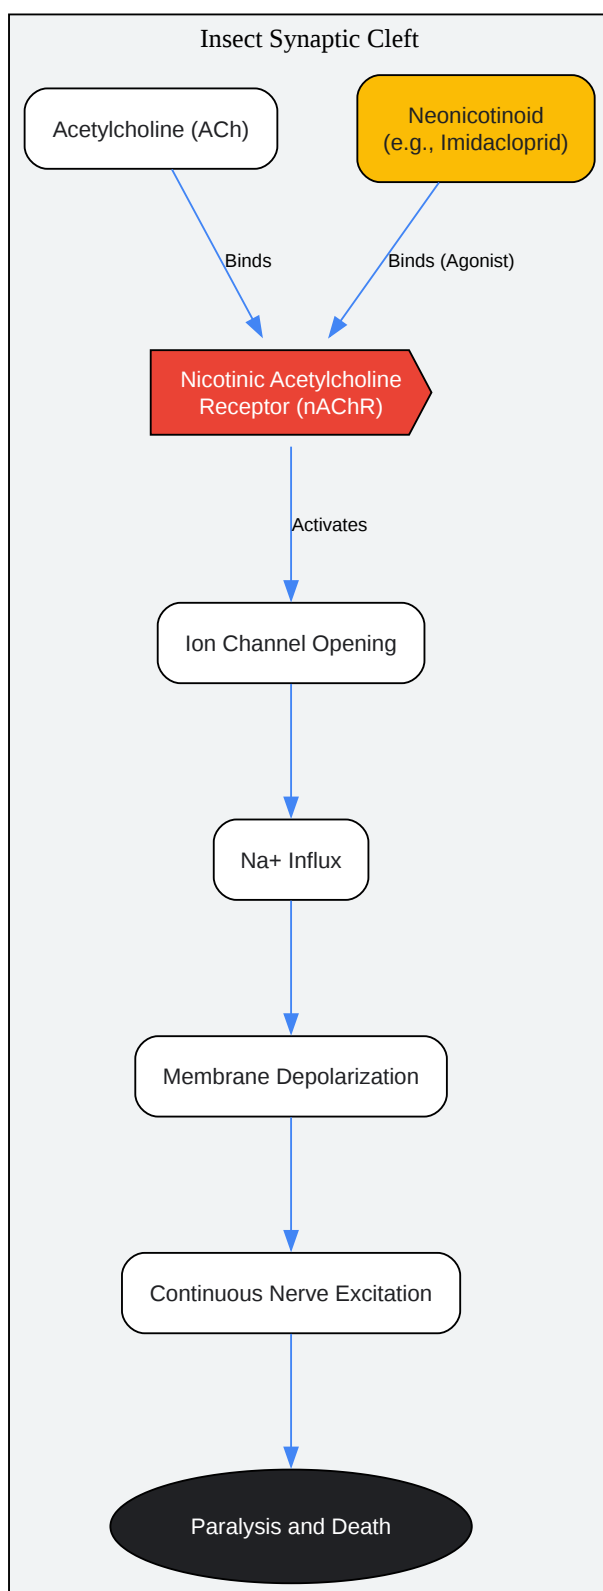 Insect Synaptic Cleft
Acetylcholine (ACh)
Neonicotinoid
(e.g., Imidacloprid)
Binds
Binds (Agonist)
Nicotinic Acetylcholine
Receptor (nAChR)
Activates
Ion Channel Opening
Na+ Influx
Membrane Depolarization
Continuous Nerve Excitation
Paralysis and Death